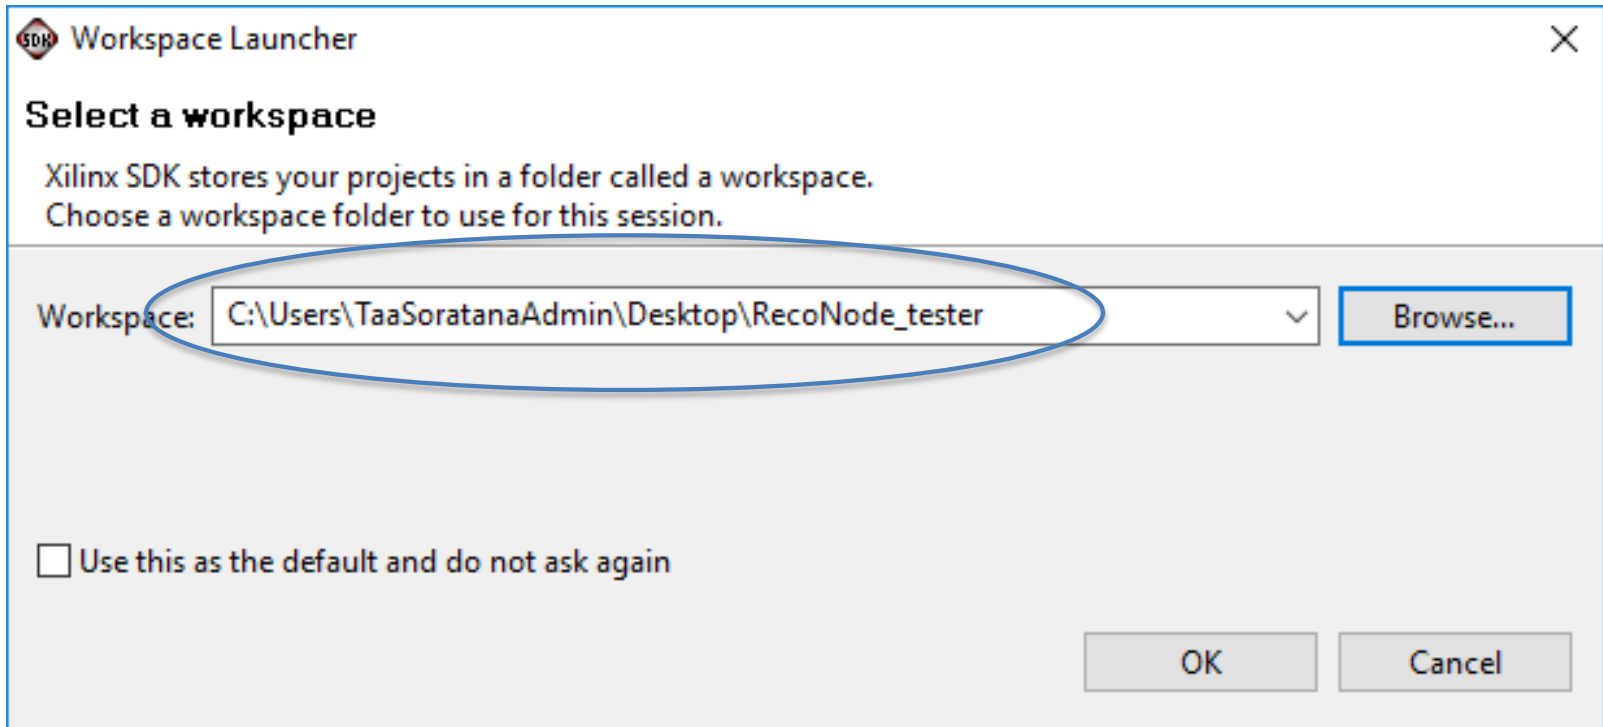 SDK Workspace Launcher
Select a workspace
Xilinx SDK stores your projects in a folder called a workspace.
Choose a workspace folder to use for this session.
Workspace: C:\Users\TaaSoratanaAdmin\Desktop\RecoNode_tester Browse...
Use this as the default and do not ask again
OK Cancel